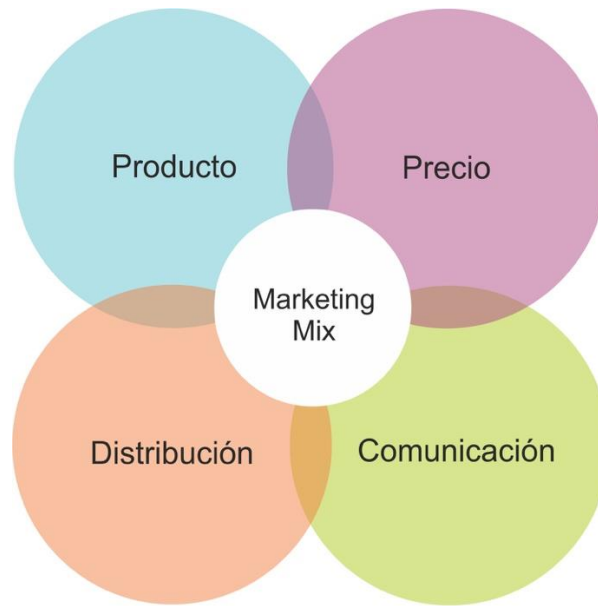 Producto
Precio
Marketing
Mix
Distribución
Comunicación